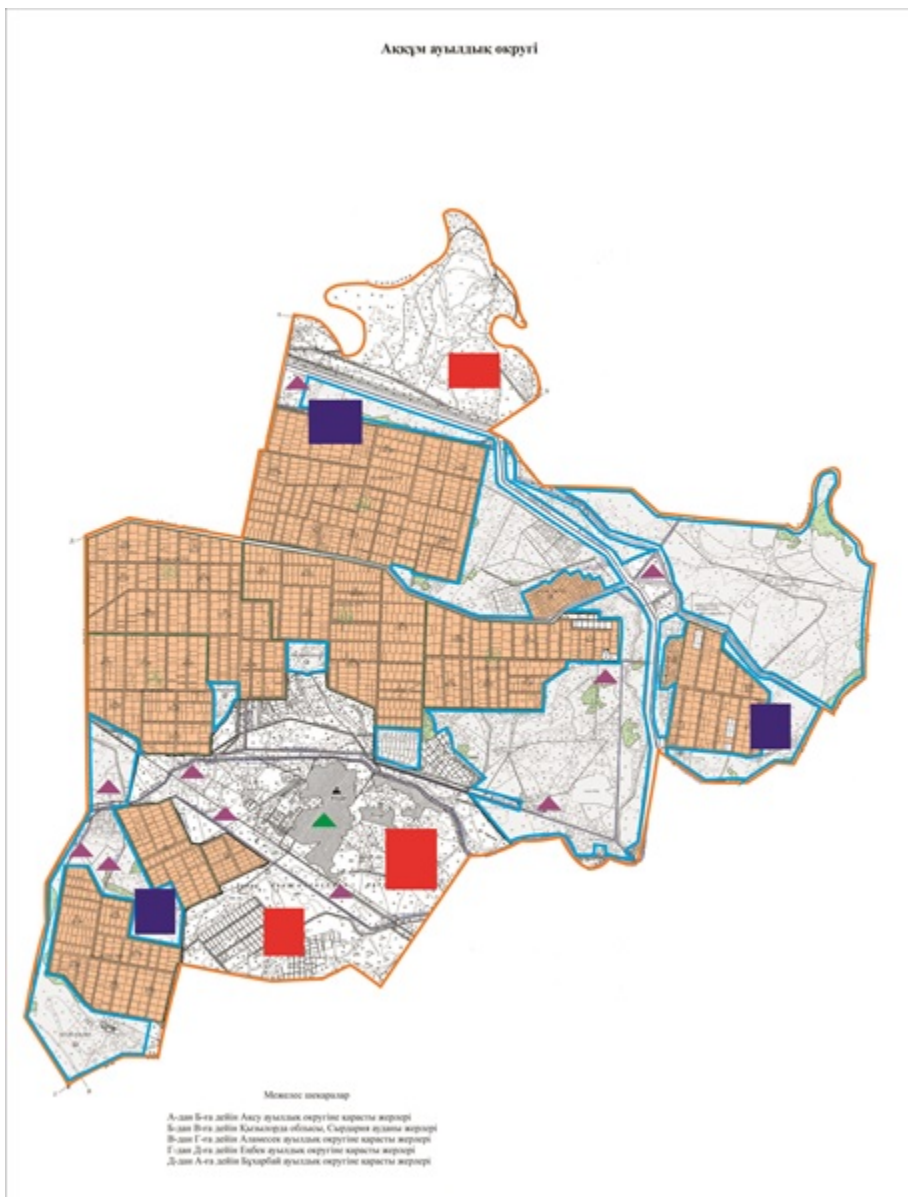 Аққұм ауылдық округі
Межелес шекаралар
А-дан Б-ға дейін Ақсу ауылдық округіне қарасты жерлері
Б-дан В-ға дейін Қызылорда облысы, Сырдария ауданы жерлері
В-дан Г-ға дейін Аламесек ауылдық округіне қарасты жерлері
Г-дан Д-ға дейін Еңбек ауылдық округіне қарасты жерлері
Д-дан А-ға дейін Бұхарбай ауылдық округіне қарасты жерлері